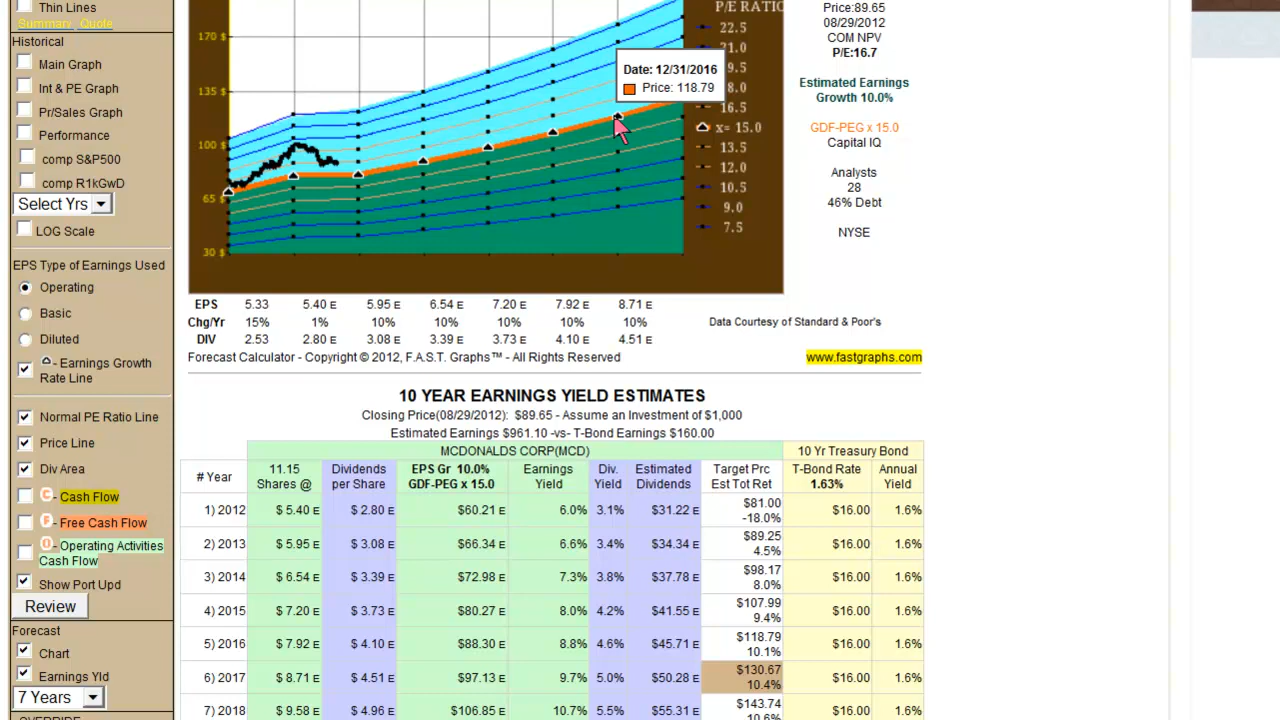 Thin Lines
Summary Quote
Historical
Main Graph
Int & PE Graph
Pr/Sales Graph
Performance
comp S&P500
comp R1kGwD
Select Yrs
LOG Scale
EPS Type of Earnings Used
Operating
Basic
Diluted
- Earnings Growth
Rate Line
Normal PE Ratio Line
Price Line
Div Area
C - Cash Flow
F - Free Cash Flow
O - Operating Activities
Cash Flow
Show Port Upd
Review
Forecast
Chart
Earnings Yld
7 Years
OVERRIDE
170 $
135 $
100 $
65 $
30 $
Date: 12/31/2016
Price: 118.79
P/E RATIO
22.5
21.0
9.5
8.0
16.5
x= 15.0
13.5
12.0
10.5
9.0
7.5
Price:89.65
08/29/2012
COM NPV
P/E:16.7
Estimated Earnings
Growth 10.0%
GDF-PEG x 15.0
Capital IQ
Analysts
28
46% Debt
NYSE
EPS 5.33 5.40 E 5.95 E 6.54 E 7.20 E 7.92 E 8.71 E
Chg/Yr 15% 1% 10% 10% 10% 10% 10%
DIV 2.53 2.80 E 3.08 E 3.39 E 3.73 E 4.10 E 4.51 E
Data Courtesy of Standard & Poor's
Forecast Calculator - Copyright © 2012, F.A.S.T. Graphs™ - All Rights Reserved www.fastgraphs.com
10 YEAR EARNINGS YIELD ESTIMATES
Closing Price(08/29/2012): $89.65 - Assume an Investment of $1,000
Estimated Earnings $961.10 -vs- T-Bond Earnings $160.00
MCDONALDS CORP(MCD) 10 Yr Treasury Bond
# Year 11.15 Shares @ Dividends per Share EPS Gr 10.0% GDF-PEG x 15.0 Earnings Yield Div. Yield Estimated Dividends Target Prc Est Tot Ret T-Bond Rate 1.63% Annual Yield
1) 2012 $ 5.40 E $ 2.80 E $60.21 E 6.0% 3.1% $31.22 E $81.00 -18.0% $16.00 1.6%
2) 2013 $ 5.95 E $ 3.08 E $66.34 E 6.6% 3.4% $34.34 E $89.25 4.5% $16.00 1.6%
3) 2014 $ 6.54 E $ 3.39 E $72.98 E 7.3% 3.8% $37.78 E $98.17 8.0% $16.00 1.6%
4) 2015 $ 7.20 E $ 3.73 E $80.27 E 8.0% 4.2% $41.55 E $107.99 9.4% $16.00 1.6%
5) 2016 $ 7.92 E $ 4.10 E $88.30 E 8.8% 4.6% $45.71 E $118.79 10.1% $16.00 1.6%
6) 2017 $ 8.71 E $ 4.51 E $97.13 E 9.7% 5.0% $50.28 E $130.67 10.4% $16.00 1.6%
7) 2018 $ 9.58 E $ 4.96 E $106.85 E 10.7% 5.5% $55.31 E $143.74 10.6% $16.00 1.6%